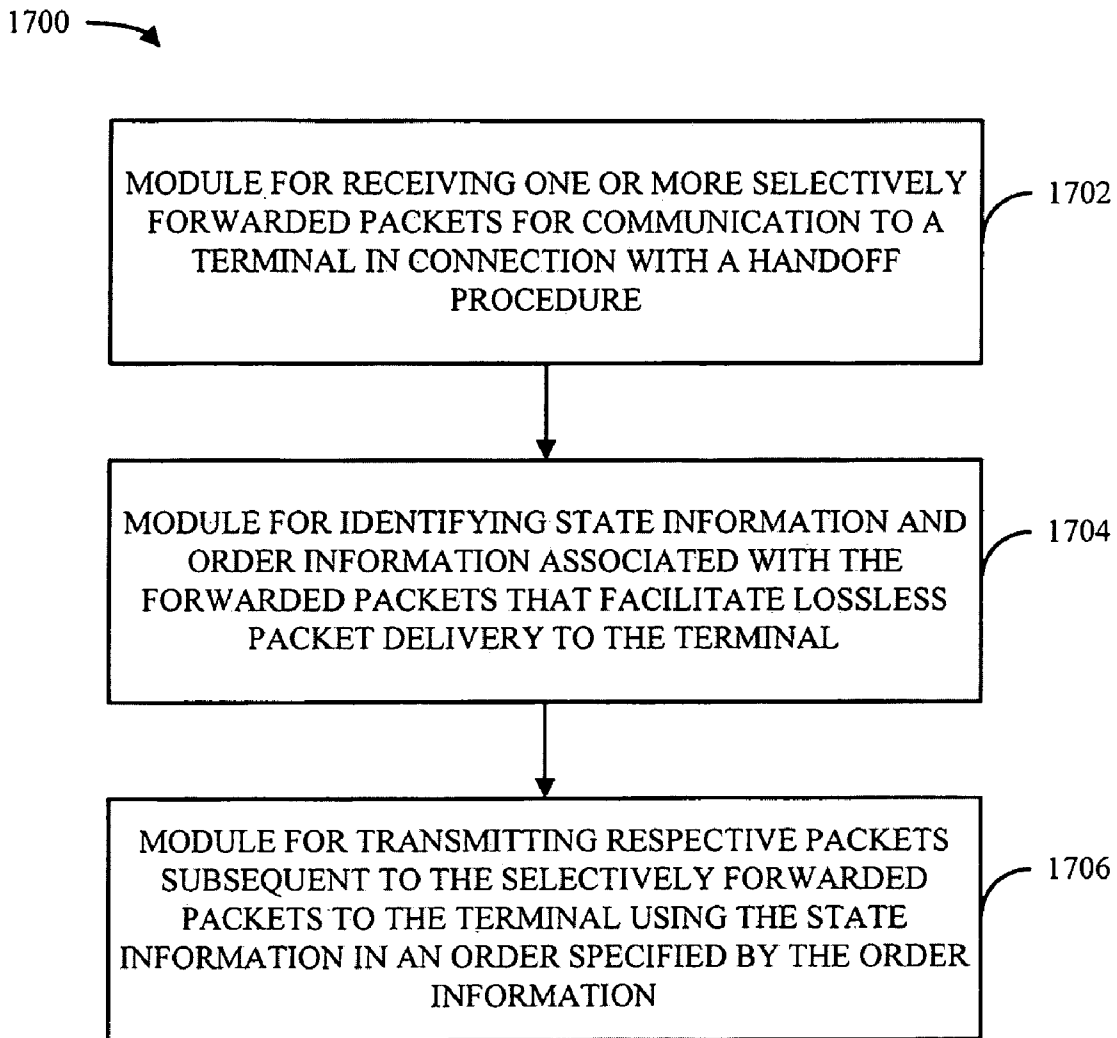 1700
MODULE FOR RECEIVING ONE OR MORE SELECTIVELY
FORWARDED PACKETS FOR COMMUNICATION TO A
TERMINAL IN CONNECTION WITH A HANDOFF
PROCEDURE
1702
MODULE FOR IDENTIFYING STATE INFORMATION AND
ORDER INFORMATION ASSOCIATED WITH THE
FORWARDED PACKETS THAT FACILITATE LOSSLESS
PACKET DELIVERY TO THE TERMINAL
1704
MODULE FOR TRANSMITTING RESPECTIVE PACKETS
SUBSEQUENT TO THE SELECTIVELY FORWARDED
PACKETS TO THE TERMINAL USING THE STATE
INFORMATION IN AN ORDER SPECIFIED BY THE ORDER
INFORMATION
1706